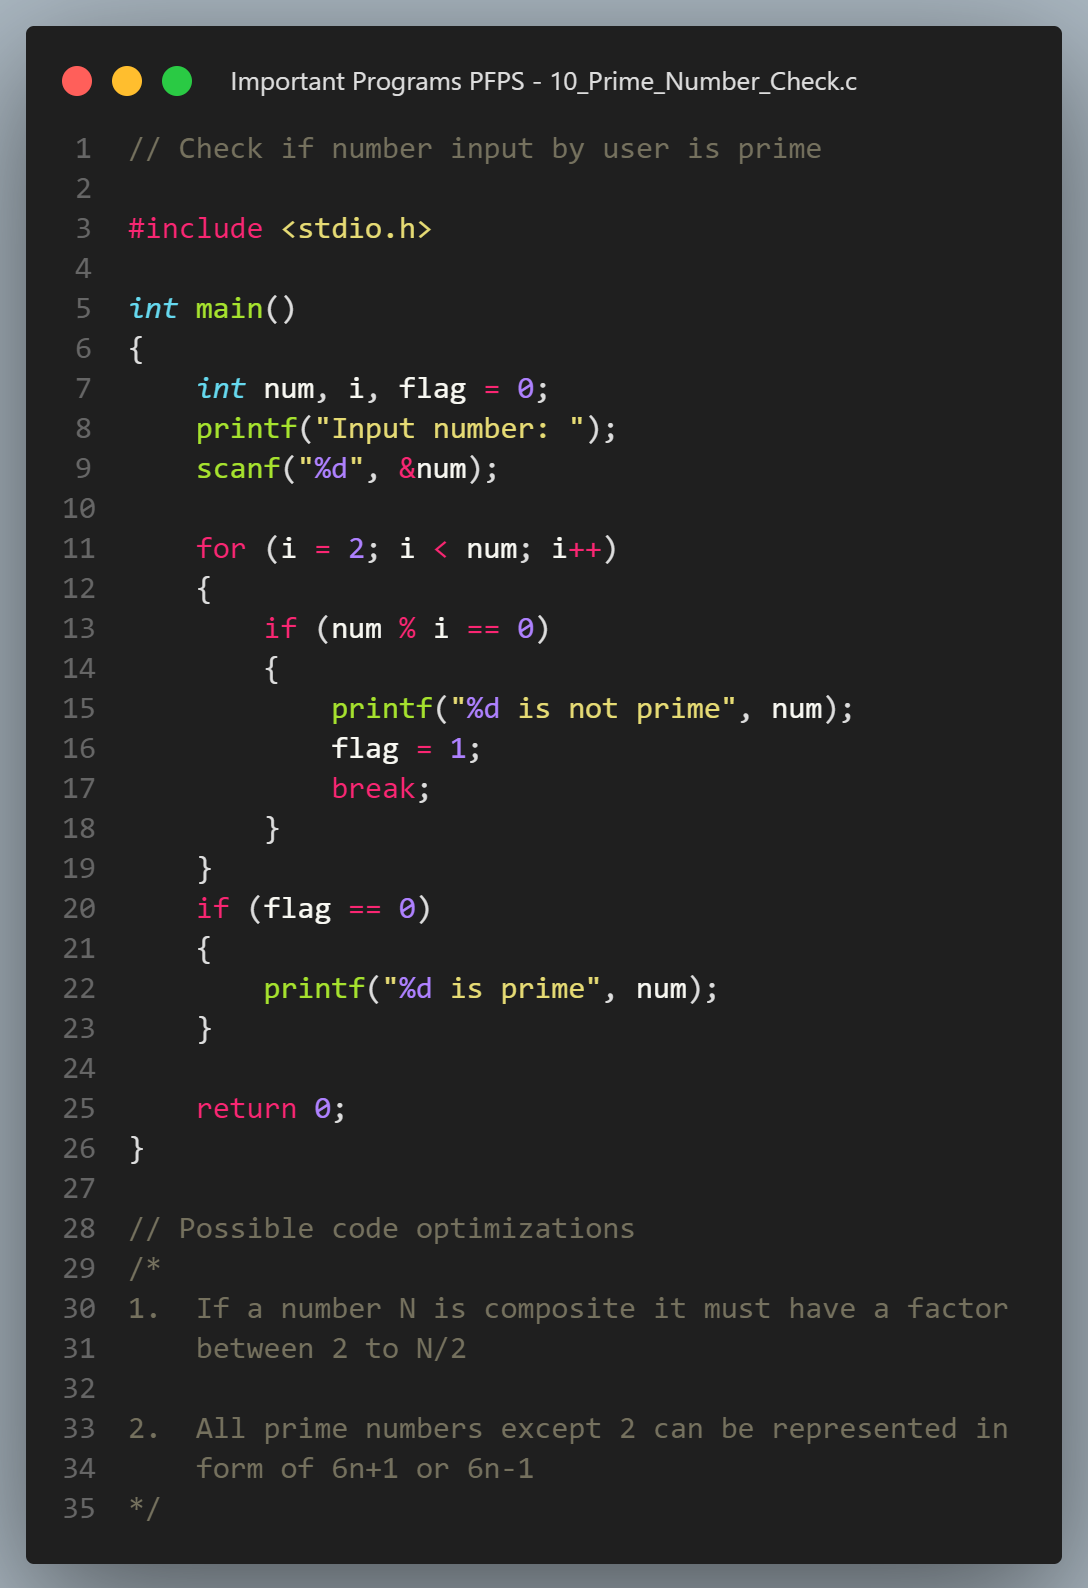 Important Programs PFPS - 10_Prime_Number_Check.c
1 // Check if number input by user is prime
2
3 #include <stdio.h>
4
5 int main()
6 {
7     int num, i, flag = 0;
8     printf("Input number: ");
9     scanf("%d", &num);
10
11     for (i = 2; i < num; i++)
12     {
13         if (num % i == 0)
14         {
15             printf("%d is not prime", num);
16             flag = 1;
17             break;
18         }
19     }
20     if (flag == 0)
21     {
22         printf("%d is prime", num);
23     }
24
25     return 0;
26 }
27
28 // Possible code optimizations
29 /*
30 1.  If a number N is composite it must have a factor
31     between 2 to N/2
32
33 2.  All prime numbers except 2 can be represented in
34     form of 6n+1 or 6n-1
35 */